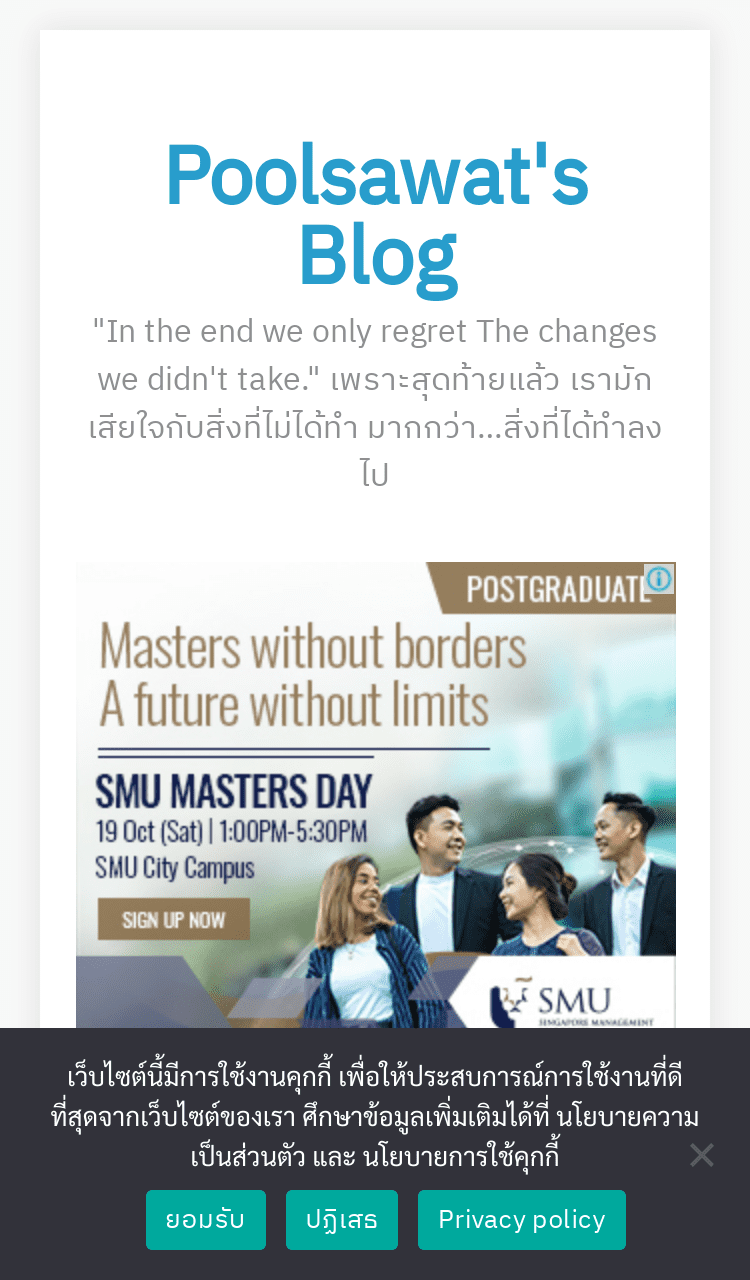 Poolsawat's
Blog
"In the end we only regret The changes
we didn't take." เพราะสุดท้ายแล้ว เรามัก
เสียใจกับสิ่งที่ไม่ได้ทำ มากกว่า...สิ่งที่ได้ทำลง
ไป
POSTGRADUATE
Masters without borders
A future without limits
SMU MASTERS DAY
19 Oct (Sat) | 1:00PM-5:30PM
SMU City Campus
SIGN UP NOW
SMU
SINGAPORE MANAGEMENT
เว็บไซต์นี้มีการใช้งานคุกกี้ เพื่อให้ประสบการณ์การใช้งานที่ดี
ที่สุดจากเว็บไซต์ของเรา ศึกษาข้อมูลเพิ่มเติมได้ที่ นโยบายความ
เป็นส่วนตัว และ นโยบายการใช้คุกกี้
ยอมรับ
ปฏิเสธ
Privacy policy